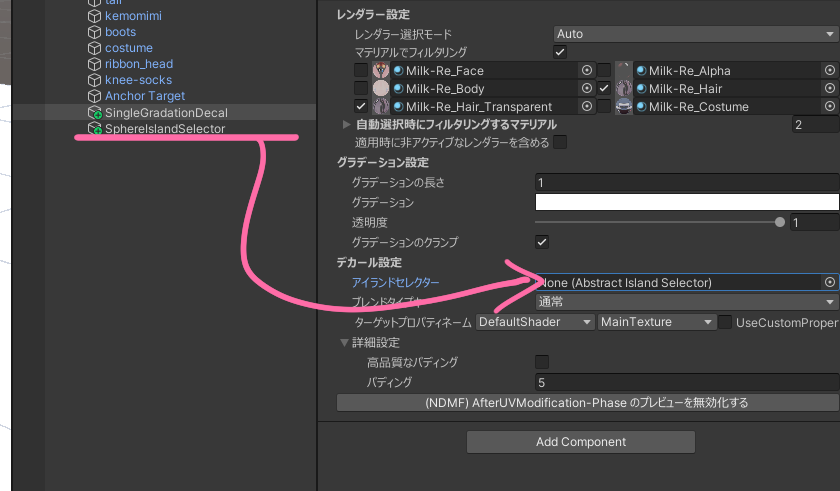 tail
kemomimi
boots
costume
ribbon_head
knee-socks
Anchor Target
SingleGradationDecal
SphereIslandSelector
レンダラー設定
レンダラー選択モード Auto
マテリアルでフィルタリング
Milk-Re_Face Milk-Re_Alpha
Milk-Re_Body Milk-Re_Hair
Milk-Re_Hair_Transparent Milk-Re_Costume
自動選択時にフィルタリングするマテリアル 2
適用時に非アクティブなレンダラーを含める
グラデーション設定
グラデーションの長さ 1
グラデーション
透明度 1
グラデーションのクランプ
デカール設定
アイランドセレクター None (Abstract Island Selector)
ブレンドタイプキー 通常
ターゲットプロパティネーム DefaultShader MainTexture UseCustomProper
詳細設定
高品質なパディング
パディング 5
(NDMF) AfterUVModification-Phase のプレビューを無効化する
Add Component